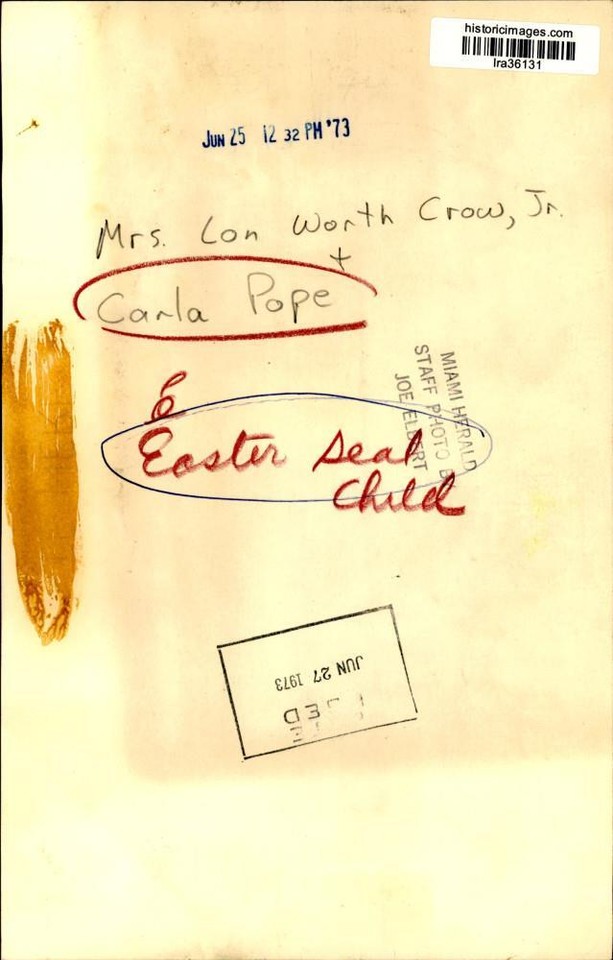 historicimages.com
lra36131
JUN 25 12 32 PM '73
Mrs. Lon Worth Crow, Jr.
+
Carla Pope
E
Easter Seal
Child
MIAMI HERALD
STAFF PHOTO B
JOE ELBERT
JUN 27 1973